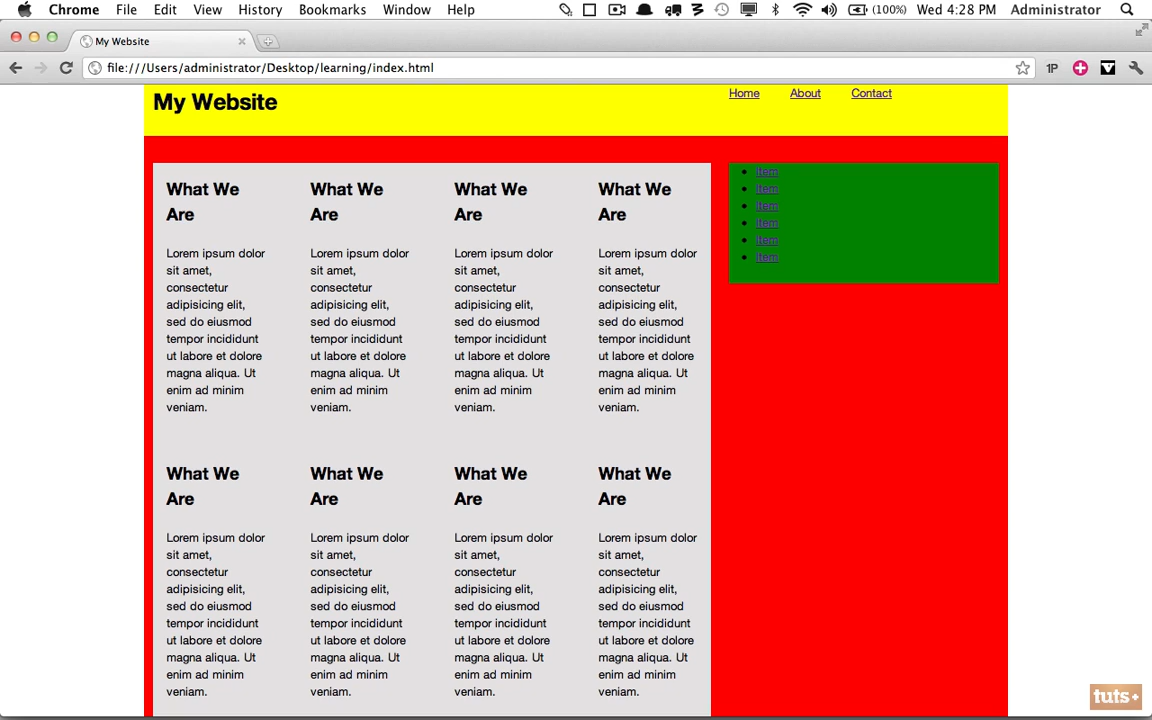 Chrome File Edit View History Bookmarks Window Help (100%) Wed 4:28 PM Administrator
My Website
file:///Users/administrator/Desktop/learning/index.html 1P
My Website
Home About Contact
What We
Are
Lorem ipsum dolor
sit amet,
consectetur
adipisicing elit,
sed do eiusmod
tempor incididunt
ut labore et dolore
magna aliqua. Ut
enim ad minim
veniam.
What We
Are
Lorem ipsum dolor
sit amet,
consectetur
adipisicing elit,
sed do eiusmod
tempor incididunt
ut labore et dolore
magna aliqua. Ut
enim ad minim
veniam.
What We
Are
Lorem ipsum dolor
sit amet,
consectetur
adipisicing elit,
sed do eiusmod
tempor incididunt
ut labore et dolore
magna aliqua. Ut
enim ad minim
veniam.
What We
Are
Lorem ipsum dolor
sit amet,
consectetur
adipisicing elit,
sed do eiusmod
tempor incididunt
ut labore et dolore
magna aliqua. Ut
enim ad minim
veniam.
Item
Item
Item
Item
Item
Item
What We
Are
Lorem ipsum dolor
sit amet,
consectetur
adipisicing elit,
sed do eiusmod
tempor incididunt
ut labore et dolore
magna aliqua. Ut
enim ad minim
veniam.
What We
Are
Lorem ipsum dolor
sit amet,
consectetur
adipisicing elit,
sed do eiusmod
tempor incididunt
ut labore et dolore
magna aliqua. Ut
enim ad minim
veniam.
What We
Are
Lorem ipsum dolor
sit amet,
consectetur
adipisicing elit,
sed do eiusmod
tempor incididunt
ut labore et dolore
magna aliqua. Ut
enim ad minim
veniam.
What We
Are
Lorem ipsum dolor
sit amet,
consectetur
adipisicing elit,
sed do eiusmod
tempor incididunt
ut labore et dolore
magna aliqua. Ut
enim ad minim
veniam.
tuts+